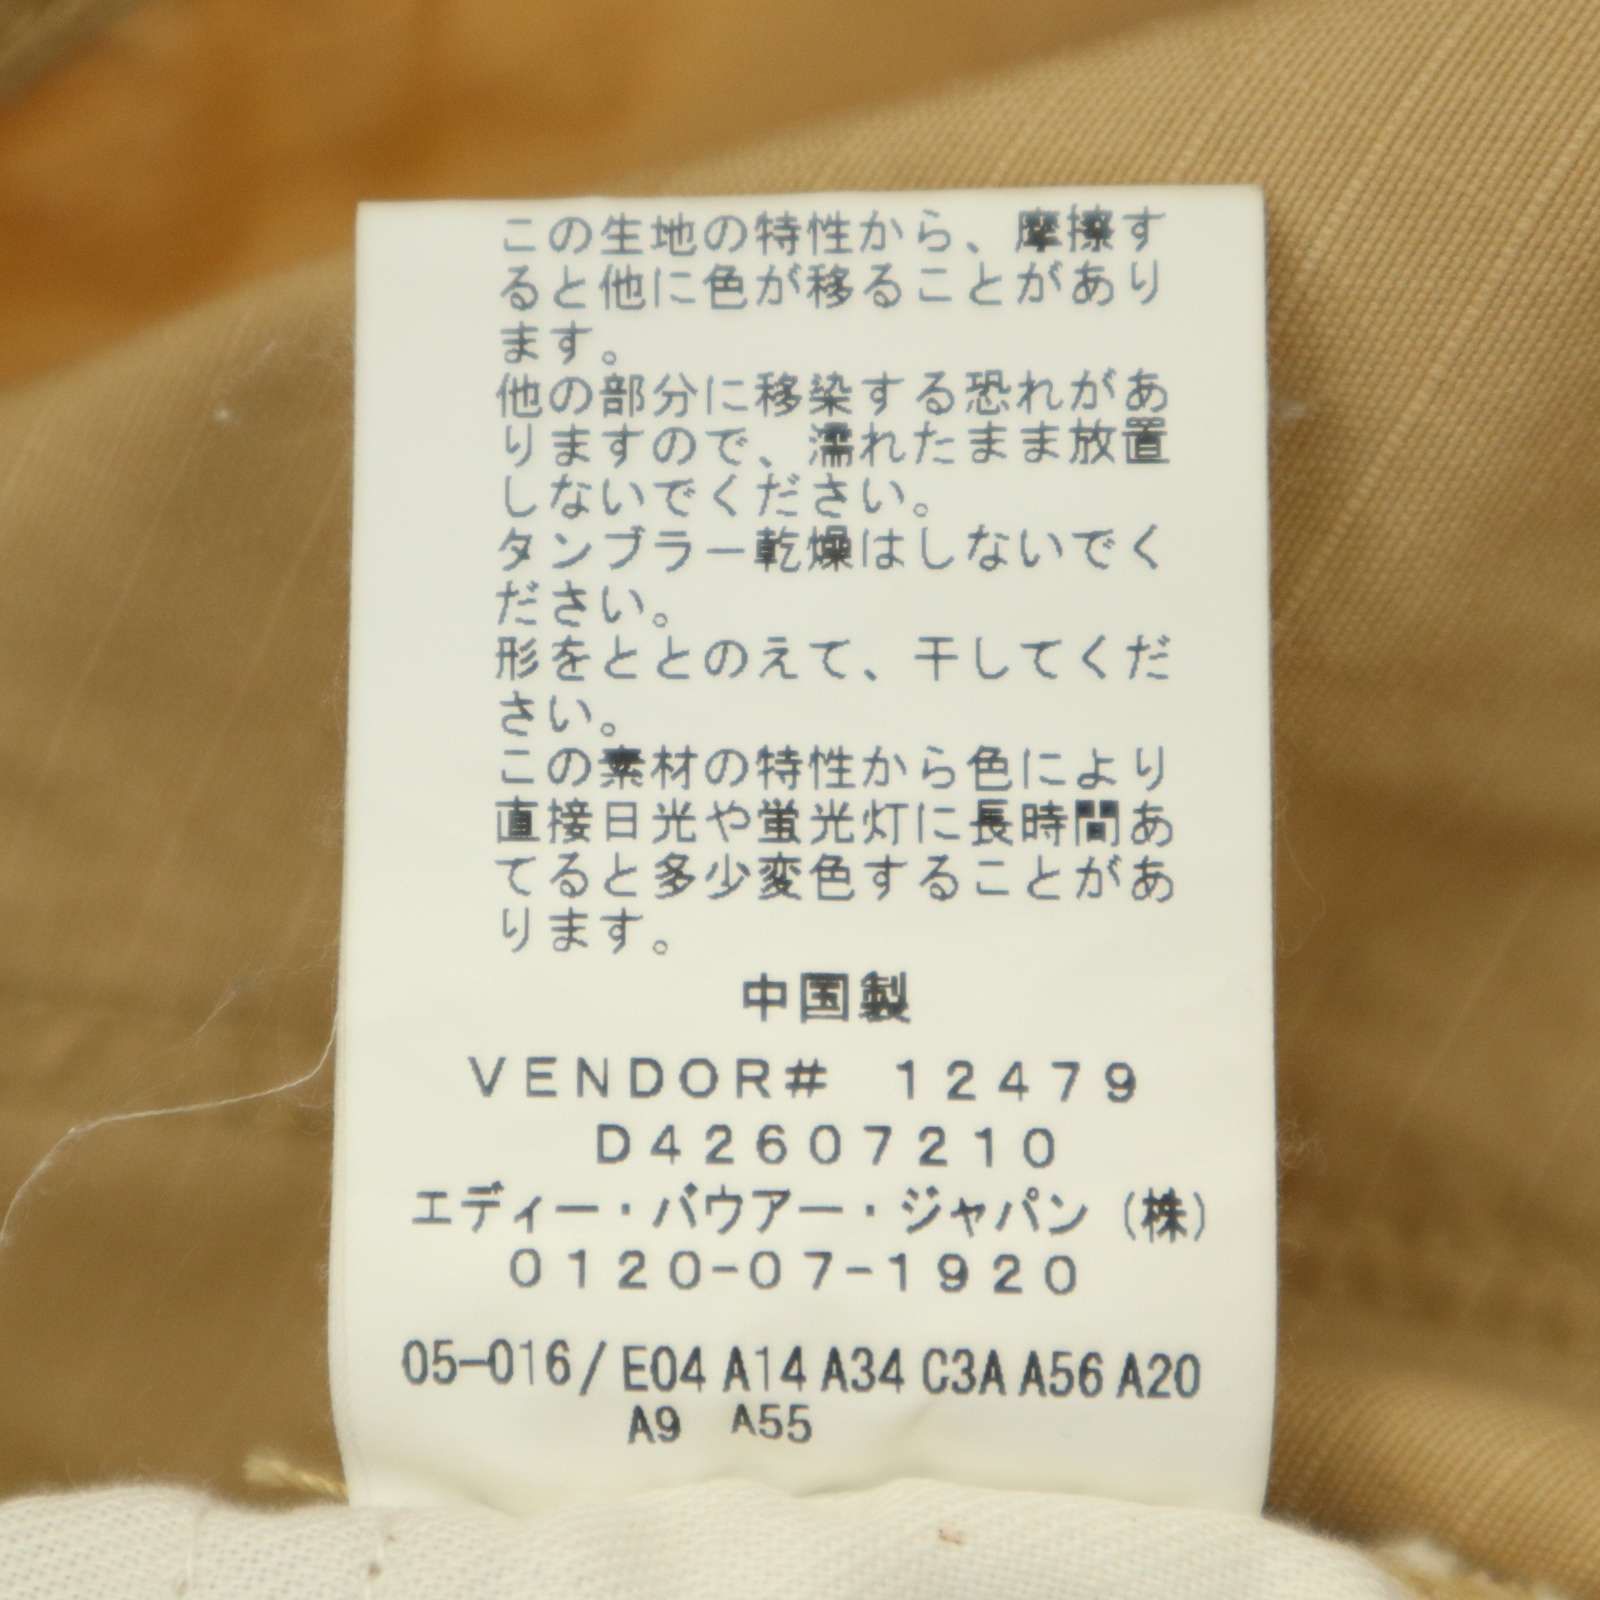 この生地の特性から、摩擦す
ると他に色が移ることがあり
ます。
他の部分に移染する恐れがあ
りますので、濡れたまま放置
しないでください。
タンブラー乾燥はしないでく
ださい。
形をととのえて、干してくだ
さい。
この素材の特性から色により
直接日光や蛍光灯に長時間あ
てると多少変色することがあ
ります。
中国製
VENDOR# 12479
D42607210
エディー・バウアー・ジャパン(株)
0120-07-1920
05-016/E04 A14 A34 C3A A56 A20
A9 A55